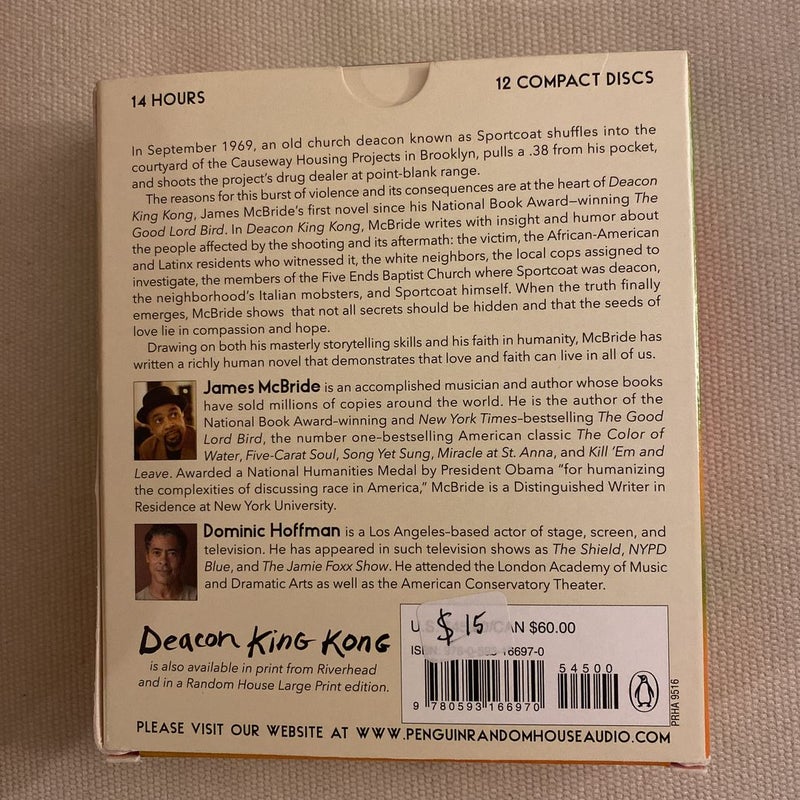 14 HOURS
12 COMPACT DISCS
In September 1969, an old church deacon known as Sportcoat shuffles into the
courtyard of the Causeway Housing Projects in Brooklyn, pulls a .38 from his pocket,
and shoots the project's drug dealer at point-blank range.
The reasons for this burst of violence and its consequences are at the heart of Deacon
King Kong, James McBride's first novel since his National Book Award–winning The
Good Lord Bird. In Deacon King Kong, McBride writes with insight and humor about
the people affected by the shooting and its aftermath: the victim, the African-American
and Latinx residents who witnessed it, the white neighbors, the local cops assigned to
investigate, the members of the Five Ends Baptist Church where Sportcoat was deacon,
the neighborhood's Italian mobsters, and Sportcoat himself. When the truth finally
emerges, McBride shows that not all secrets should be hidden and that the seeds of
love lie in compassion and hope.
Drawing on both his masterly storytelling skills and his faith in humanity, McBride has
written a richly human novel that demonstrates that love and faith can live in all of us.
James McBride is an accomplished musician and author whose books
have sold millions of copies around the world. He is the author of the
National Book Award–winning and New York Times–bestselling The Good
Lord Bird, the number one-bestselling American classic The Color of
Water, Five-Carat Soul, Song Yet Sung, Miracle at St. Anna, and Kill 'Em and
Leave. Awarded a National Humanities Medal by President Obama "for humanizing
the complexities of discussing race in America," McBride is a Distinguished Writer in
Residence at New York University.
Dominic Hoffman is a Los Angeles–based actor of stage, screen, and
television. He has appeared in such television shows as The Shield, NYPD
Blue, and The Jamie Foxx Show. He attended the London Academy of Music
and Dramatic Arts as well as the American Conservatory Theater.
Deacon King Kong
is also available in print from Riverhead
and in a Random House Large Print edition.
$15
$60.00
16697-0
54500
9 780593 166970
PRHA 9516
PLEASE VISIT OUR WEBSITE AT WWW.PENGUINRANDOMHOUSEAUDIO.COM